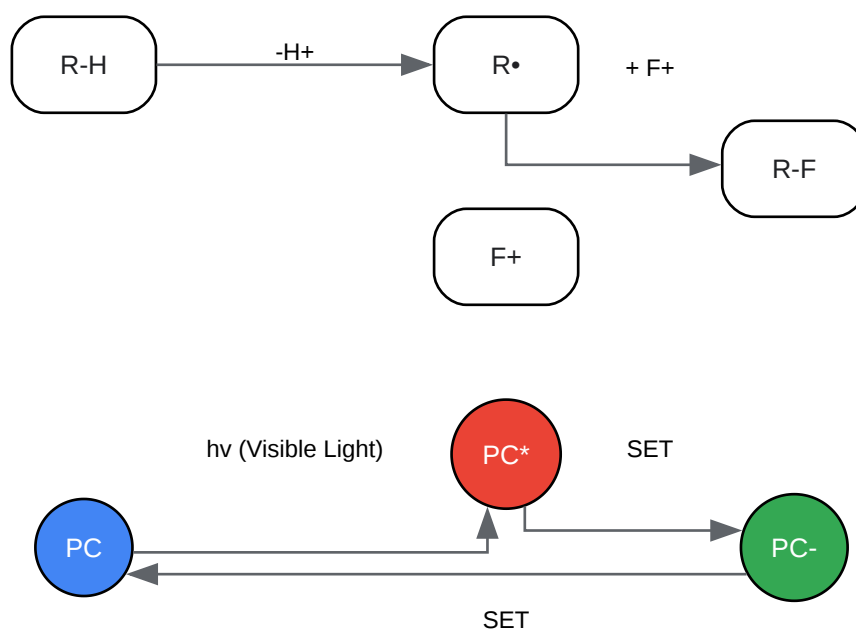 R-H
-H+
R•
+ F+
R-F
F+
hv (Visible Light)
PC*
SET
PC
PC-
SET